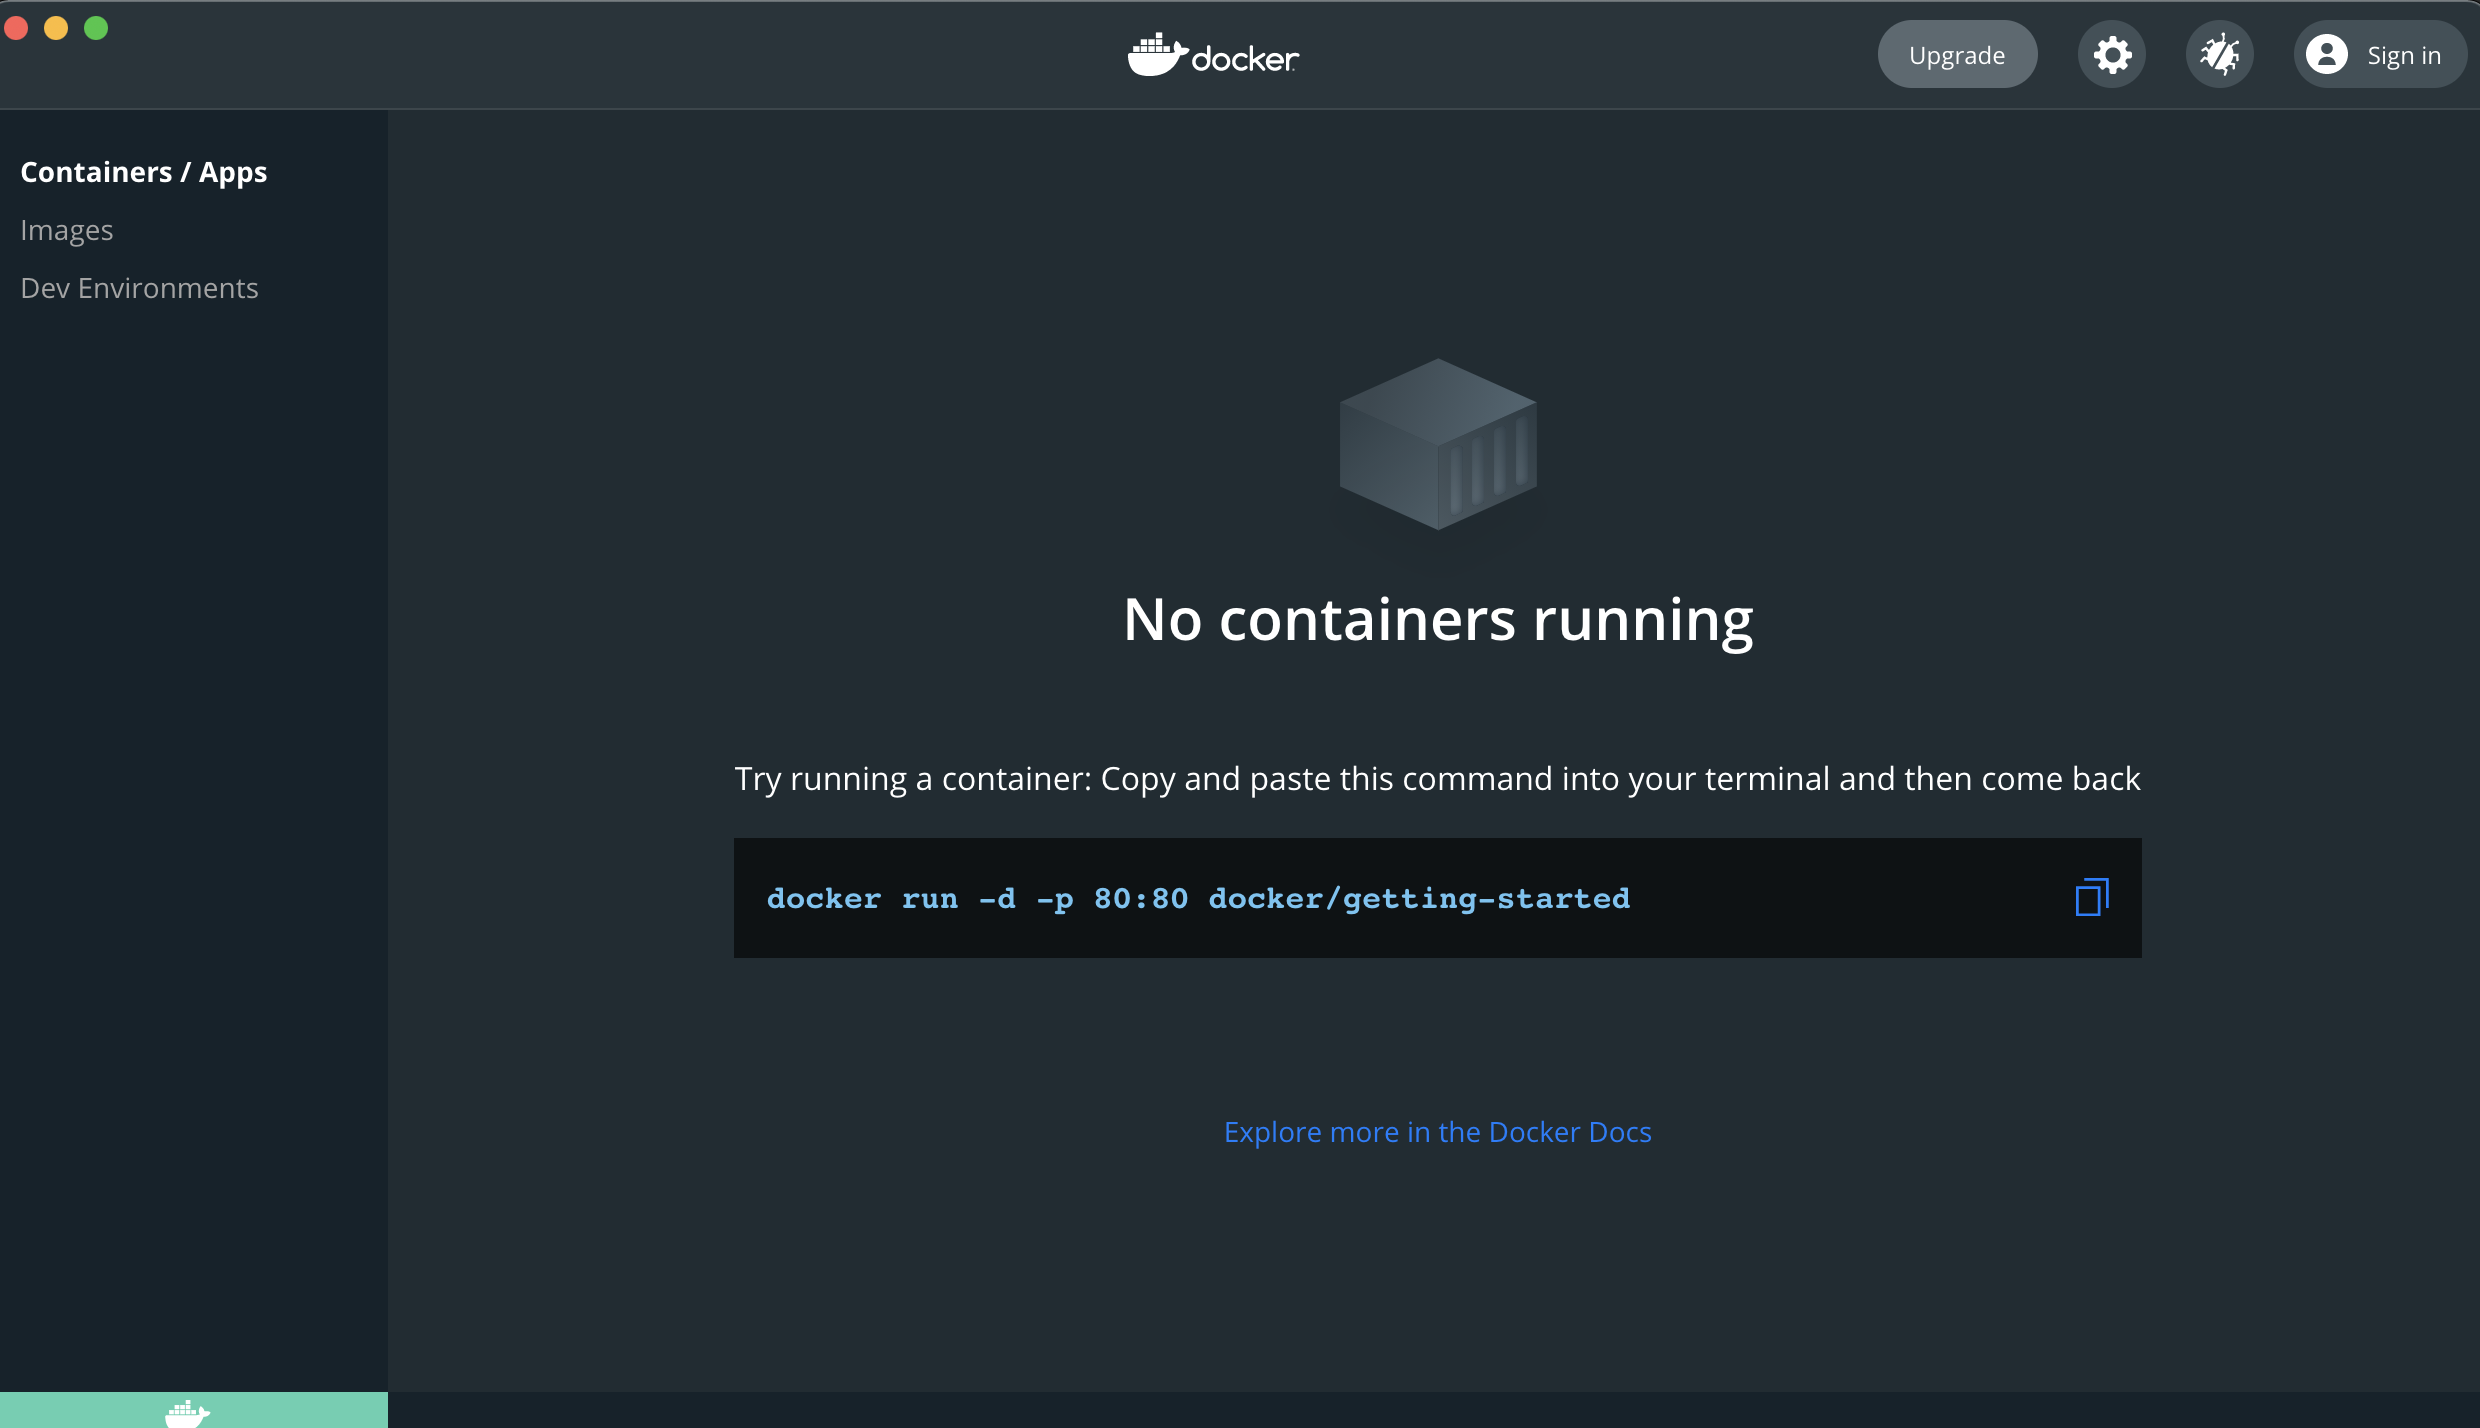 docker
Upgrade
Sign in
Containers / Apps
Images
Dev Environments
No containers running
Try running a container: Copy and paste this command into your terminal and then come back
docker run -d -p 80:80 docker/getting-started
Explore more in the Docker Docs